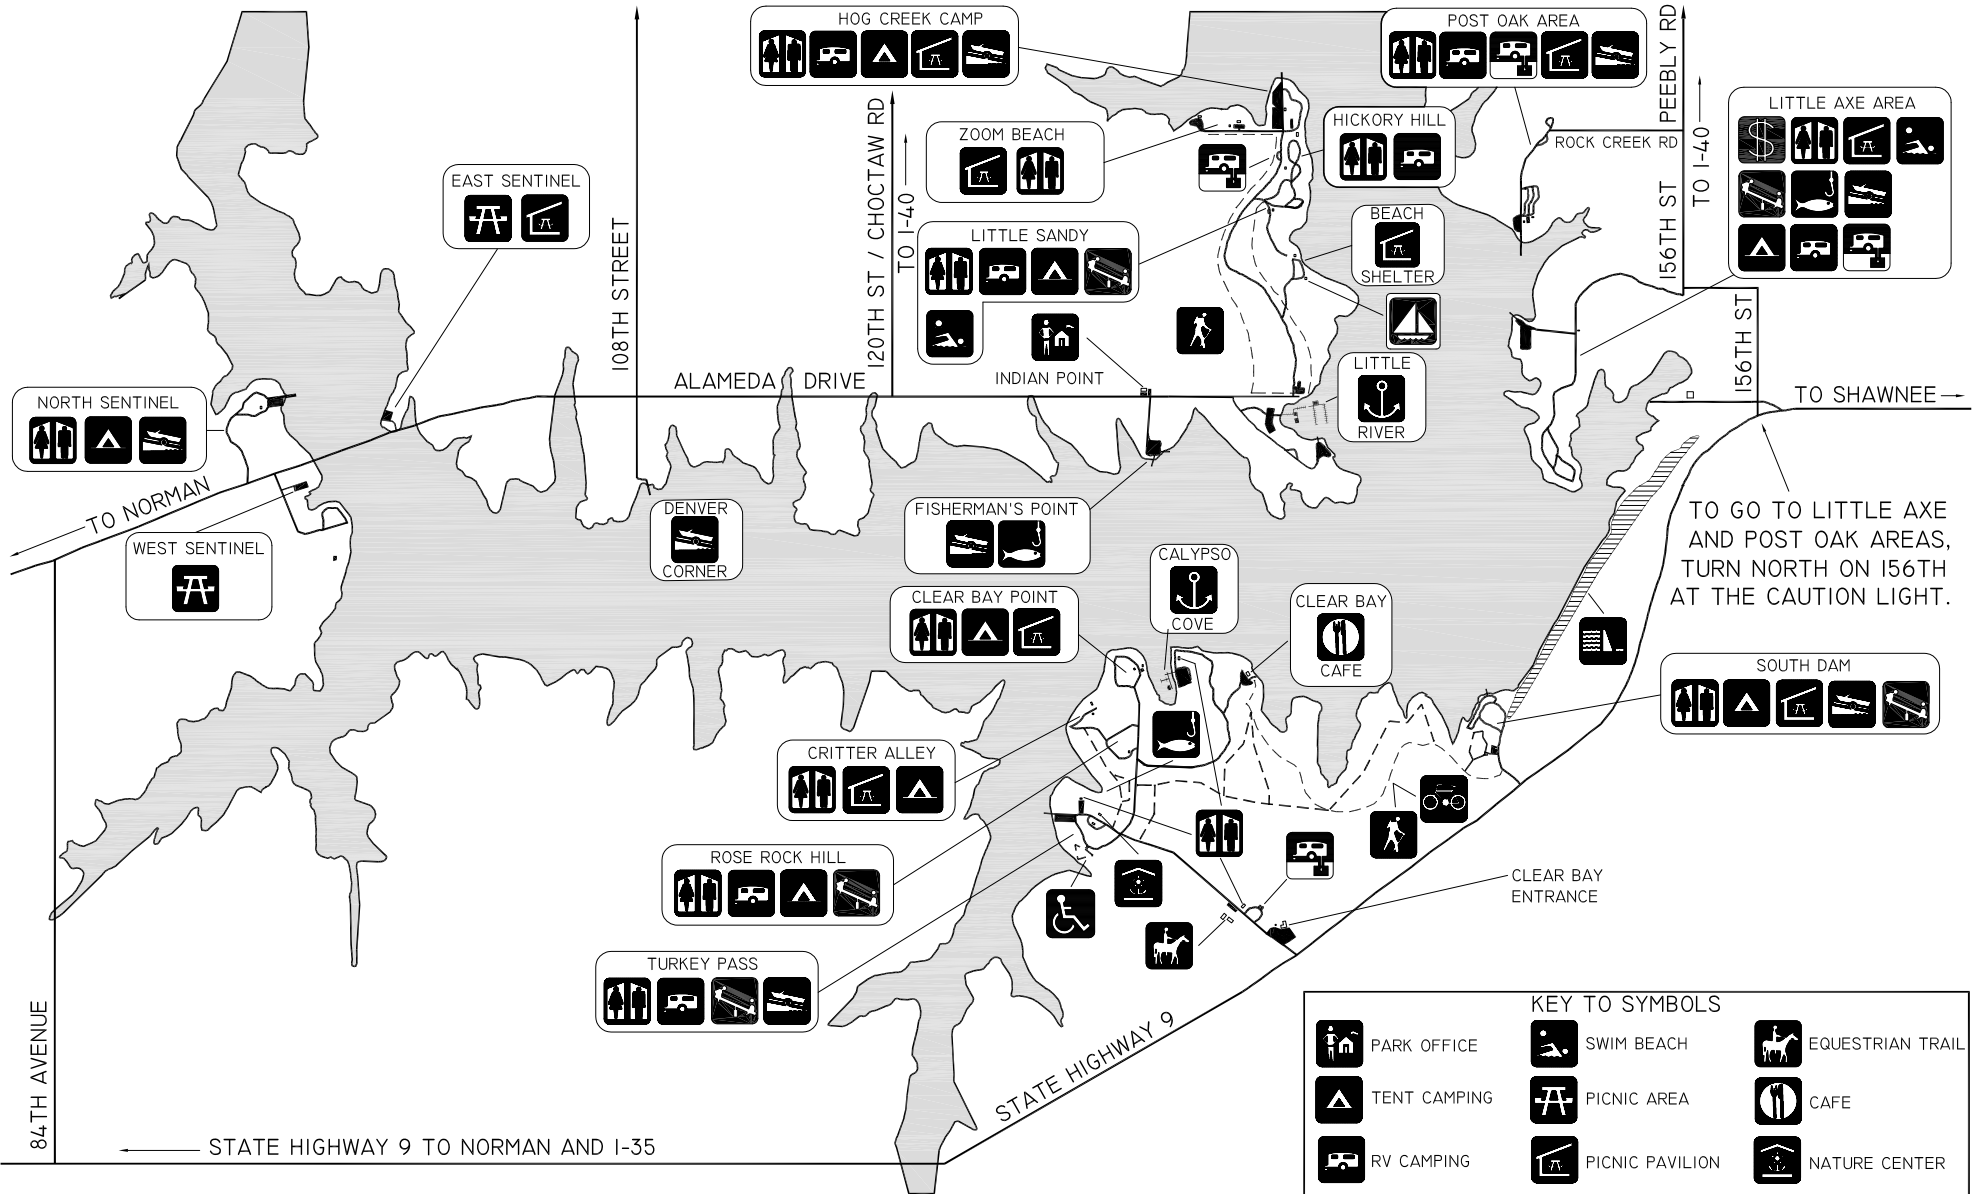 HOG CREEK CAMP
POST OAK AREA
PEEBLY RD
TO I-40
156TH ST
ROCK CREEK RD
LITTLE AXE AREA
$
ZOOM BEACH
HICKORY HILL
120TH ST / CHOCTAW RD
TO I-40
EAST SENTINEL
108TH STREET
LITTLE SANDY
BEACH
SHELTER
156TH ST
INDIAN POINT
ALAMEDA DRIVE
LITTLE
RIVER
TO SHAWNEE
NORTH SENTINEL
TO NORMAN
WEST SENTINEL
DENVER
CORNER
FISHERMAN'S POINT
TO GO TO LITTLE AXE
AND POST OAK AREAS,
TURN NORTH ON 156TH
AT THE CAUTION LIGHT.
CALYPSO
COVE
CLEAR BAY POINT
CLEAR BAY
CAFE
SOUTH DAM
CRITTER ALLEY
ROSE ROCK HILL
CLEAR BAY
ENTRANCE
TURKEY PASS
84TH AVENUE
STATE HIGHWAY 9
STATE HIGHWAY 9 TO NORMAN AND I-35
KEY TO SYMBOLS
PARK OFFICE
SWIM BEACH
EQUESTRIAN TRAIL
TENT CAMPING
PICNIC AREA
CAFE
RV CAMPING
PICNIC PAVILION
NATURE CENTER